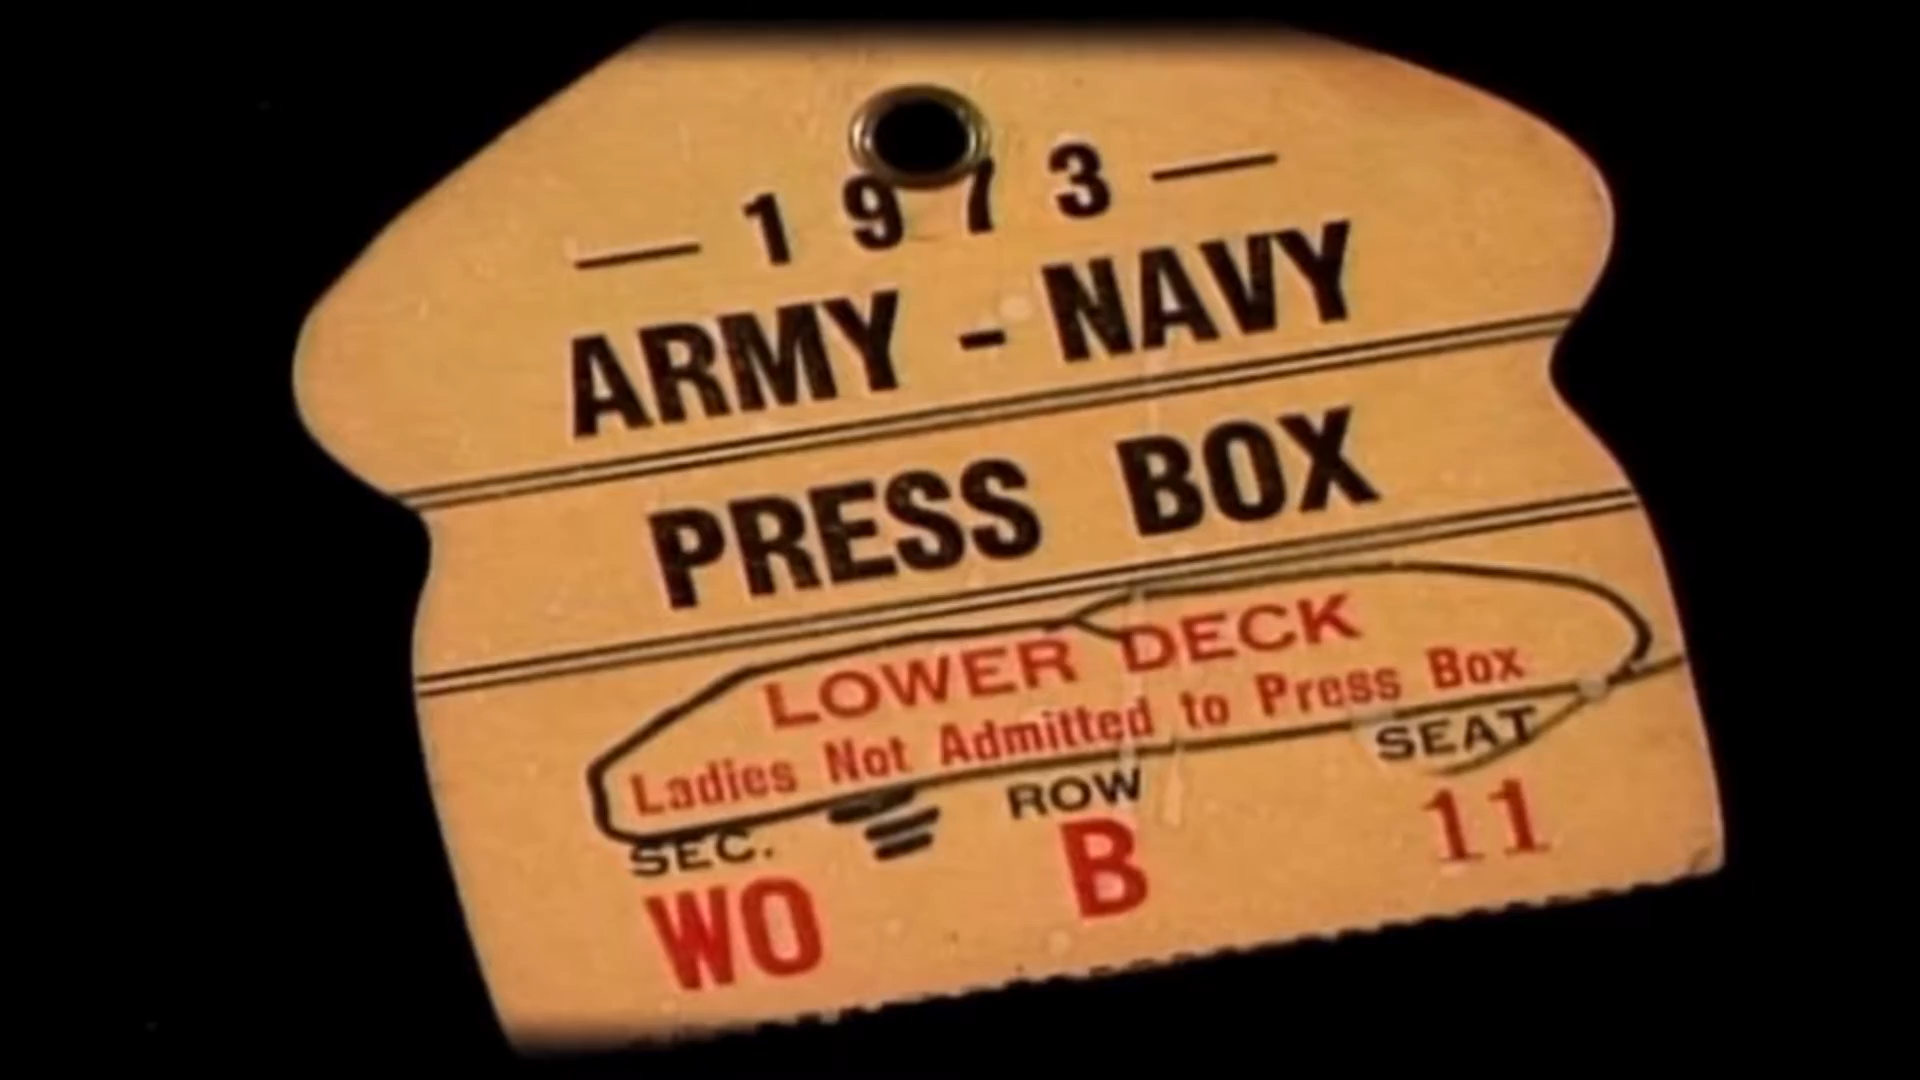 — 1973 —
ARMY - NAVY
PRESS BOX
LOWER DECK
Ladies Not Admitted to Press Box
SEC. ROW SEAT
WO B 11